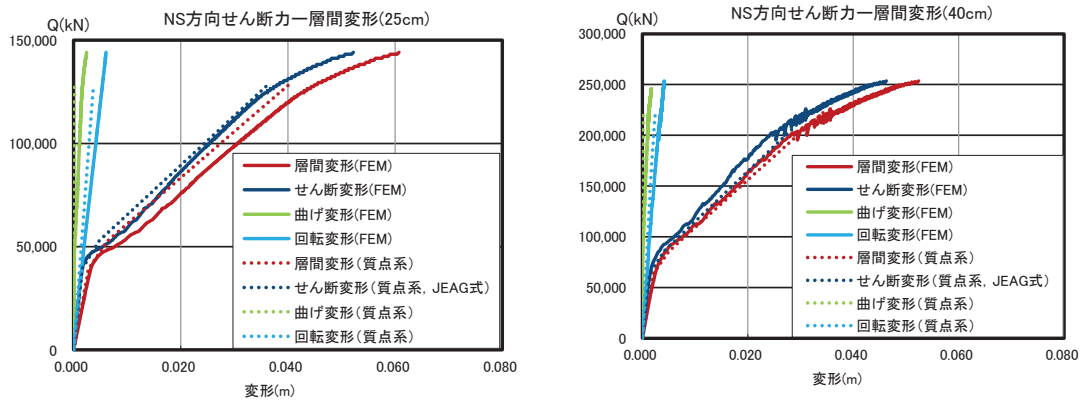 NS方向せん断力ー層間変形(25cm)
Q(kN)
150,000
100,000
50,000
0
0.000
0.020
0.040
0.060
0.080
変形(m)
層間変形(FEM)
せん断変形(FEM)
曲げ変形(FEM)
回転変形(FEM)
層間変形(質点系)
せん断変形(質点系, JEAG式)
曲げ変形(質点系)
回転変形(質点系)
NS方向せん断力ー層間変形(40cm)
Q(kN)
300,000
250,000
200,000
150,000
100,000
50,000
0
0.000
0.020
0.040
0.060
0.080
変形(m)
層間変形(FEM)
せん断変形(FEM)
曲げ変形(FEM)
回転変形(FEM)
層間変形(質点系)
せん断変形(質点系, JEAG式)
曲げ変形(質点系)
回転変形(質点系)